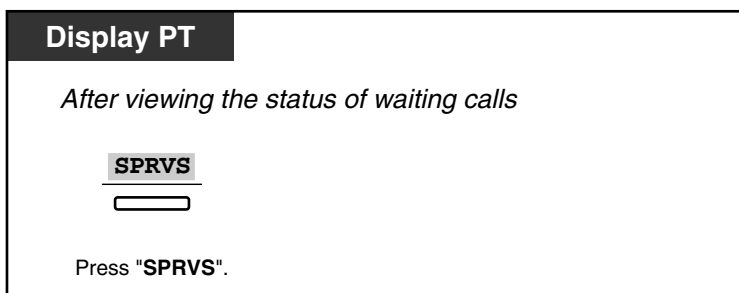 Display PT
After viewing the status of waiting calls
SPRVS
Press "SPRVS".